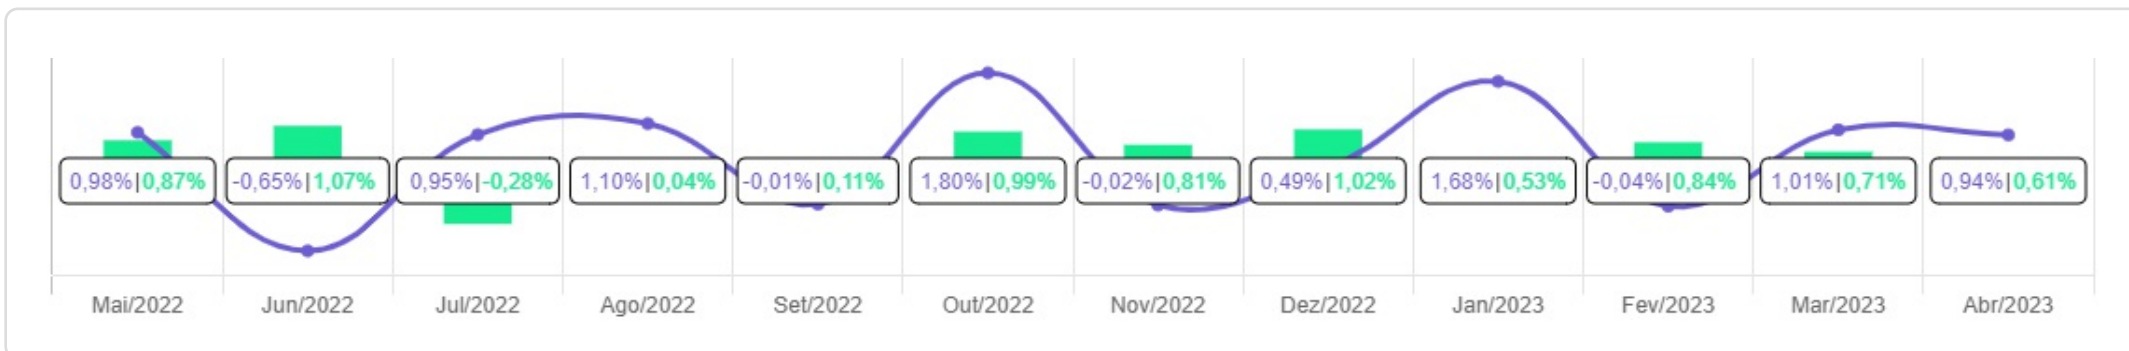 0,98%|0,87% -0,65%|1,07% 0,95%|-0,28% 1,10%|0,04% -0,01%|0,11% 1,80%|0,99% -0,02%|0,81% 0,49%|1,02% 1,68%|0,53% -0,04%|0,84% 1,01%|0,71% 0,94%|0,61%
Mai/2022 Jun/2022 Jul/2022 Ago/2022 Set/2022 Out/2022 Nov/2022 Dez/2022 Jan/2023 Fev/2023 Mar/2023 Abr/2023